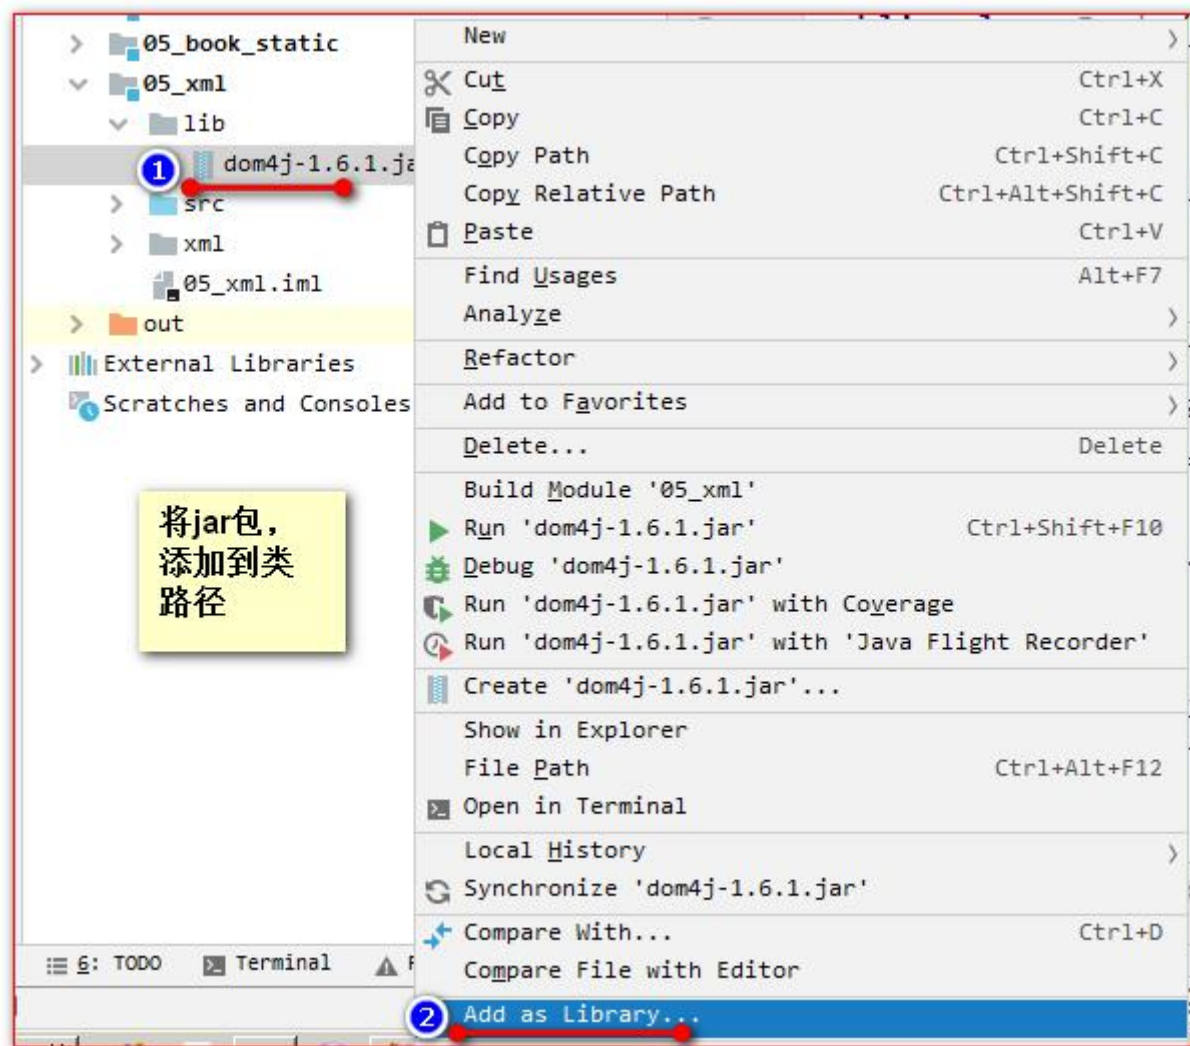 05_book_static
05_xml
lib
1
dom4j-1.6.1.ja
src
xml
05_xml.iml
out
External Libraries
Scratches and Consoles
将jar包，
添加到类
路径
6: TODO
Terminal
New
Cut Ctrl+X
Copy Ctrl+C
Copy Path Ctrl+Shift+C
Copy Relative Path Ctrl+Alt+Shift+C
Paste Ctrl+V
Find Usages Alt+F7
Analyze
Refactor
Add to Favorites
Delete... Delete
Build Module '05_xml'
Run 'dom4j-1.6.1.jar' Ctrl+Shift+F10
Debug 'dom4j-1.6.1.jar'
Run 'dom4j-1.6.1.jar' with Coverage
Run 'dom4j-1.6.1.jar' with 'Java Flight Recorder'
Create 'dom4j-1.6.1.jar'...
Show in Explorer
File Path Ctrl+Alt+F12
Open in Terminal
Local History
Synchronize 'dom4j-1.6.1.jar'
Compare With... Ctrl+D
Compare File with Editor
2 Add as Library...